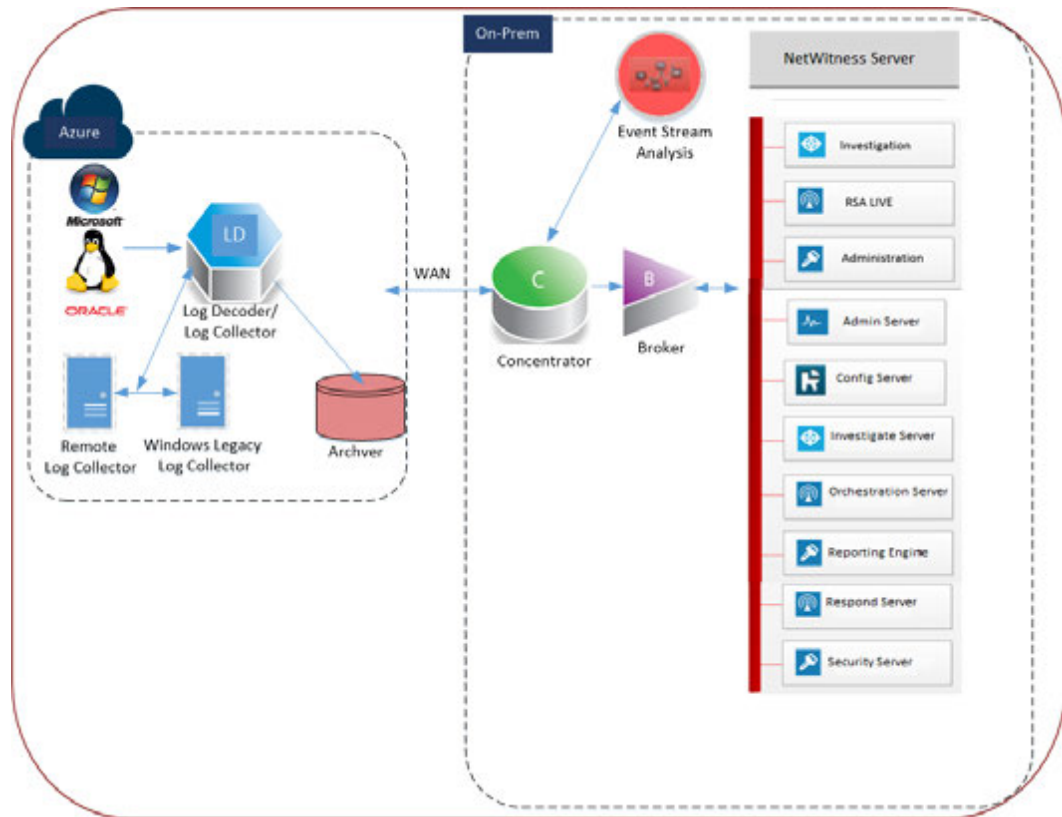 On-Prem
NetWitness Server
Azure
Event Stream
Analysis
Investigation
Microsoft
RSA LIVE
LD
Administration
WAN
C
B
ORACLE
Log Decoder/
Log Collector
Admin Server
Broker
Concentrator
Config Server
Remote
Log Collector
Windows Legacy
Log Collector
Archver
Investigate Server
Orchestration Server
Reporting Engine
Respond Server
Security Server